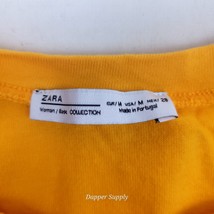 ZARA
Woman / Basic COLLECTION
EUR/ M USA/ M MEX/ 28
Made in Portugal
Dapper Supply